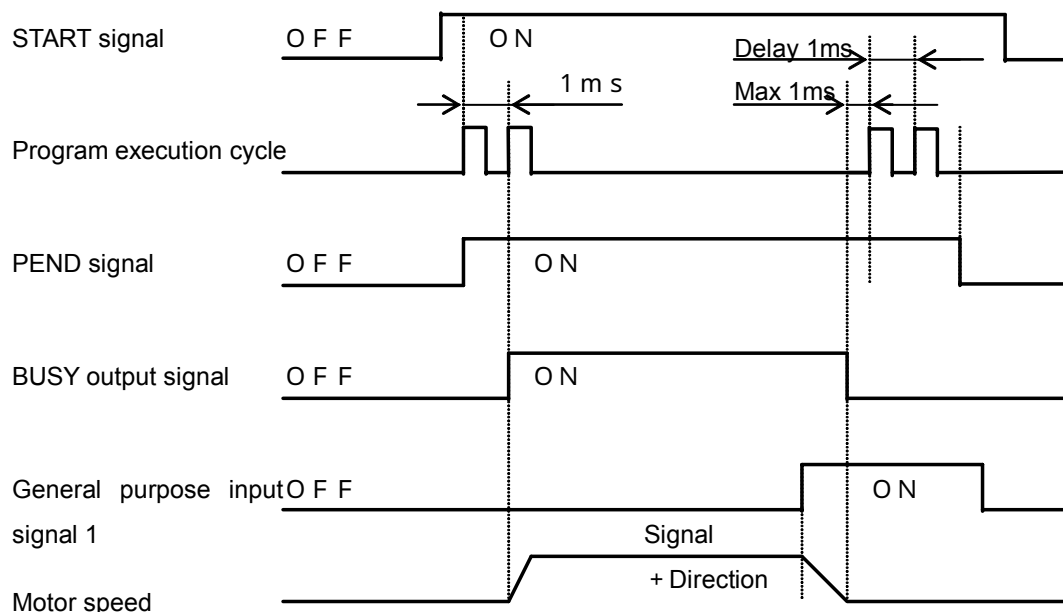 START signal OFF ON
Delay 1ms
1ms Max 1ms
Program execution cycle
PEND signal OFF ON
BUSY output signal OFF ON
General purpose input OFF ON
signal 1 Signal
+ Direction
Motor speed